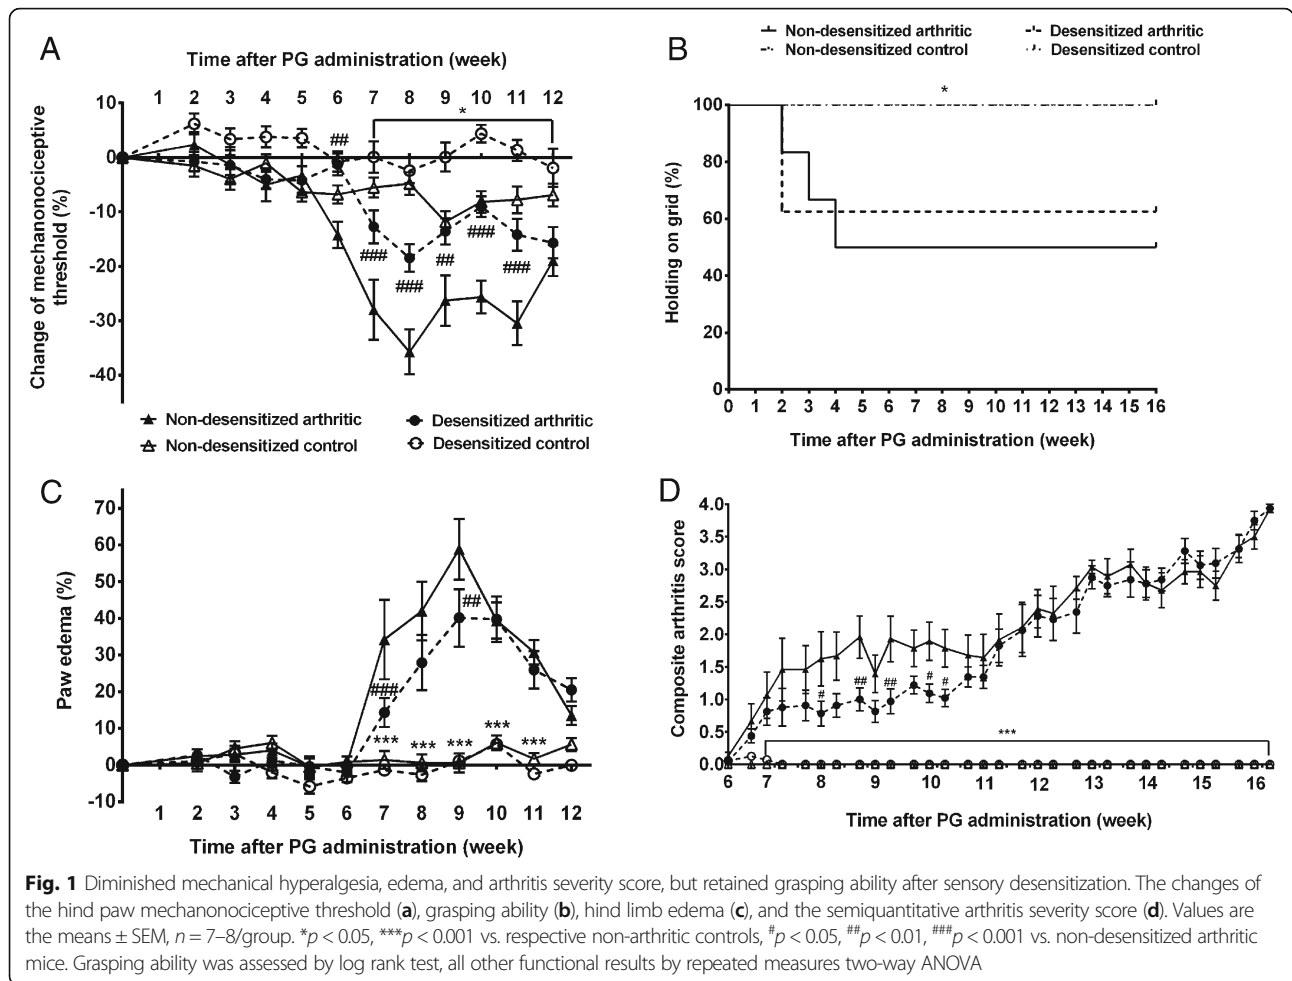 A
Time after PG administration (week)
1 2 3 4 5 6 7 8 9 10 11 12
Change of mechanonociceptive
threshold (%)
10
0
-10
-20
-30
-40
*
##
###
###
##
###
###
Non-desensitized arthritic
Desensitized arthritic
Non-desensitized control
Desensitized control
B
Non-desensitized arthritic
Desensitized arthritic
Non-desensitized control
Desensitized control
*
Holding on grid (%)
100
80
60
40
20
0
0 1 2 3 4 5 6 7 8 9 10 11 12 13 14 15 16
Time after PG administration (week)
C
Paw edema (%)
70
60
50
40
30
20
10
0
-10
##
###
*** *** *** *** ***
1 2 3 4 5 6 7 8 9 10 11 12
Time after PG administration (week)
D
Composite arthritis score
4.0
3.5
3.0
2.5
2.0
1.5
1.0
0.5
0.0
# ## ## # #
***
6 7 8 9 10 11 12 13 14 15 16
Time after PG administration (week)
Fig. 1 Diminished mechanical hyperalgesia, edema, and arthritis severity score, but retained grasping ability after sensory desensitization. The changes of
the hind paw mechanonociceptive threshold (a), grasping ability (b), hind limb edema (c), and the semiquantitative arthritis severity score (d). Values are
the means ± SEM, n = 7–8/group. *p < 0.05, ***p < 0.001 vs. respective non-arthritic controls, #p < 0.05, ##p < 0.01, ###p < 0.001 vs. non-desensitized arthritic
mice. Grasping ability was assessed by log rank test, all other functional results by repeated measures two-way ANOVA